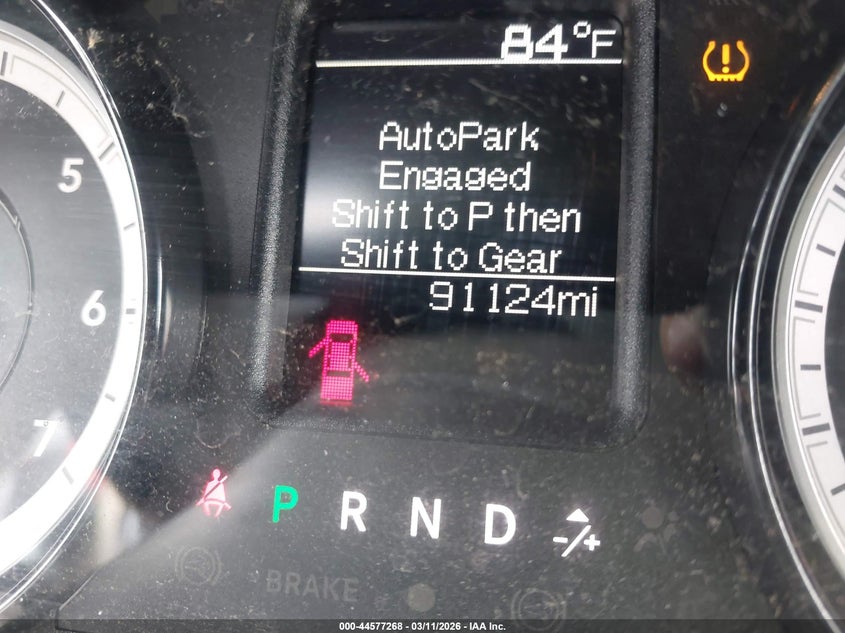 84°F
AutoPark
Engaged
Shift to P then
Shift to Gear
91124mi
5
6
7
P R N D -/+
BRAKE
000-44577268 - 03/11/2026 - IAA Inc.